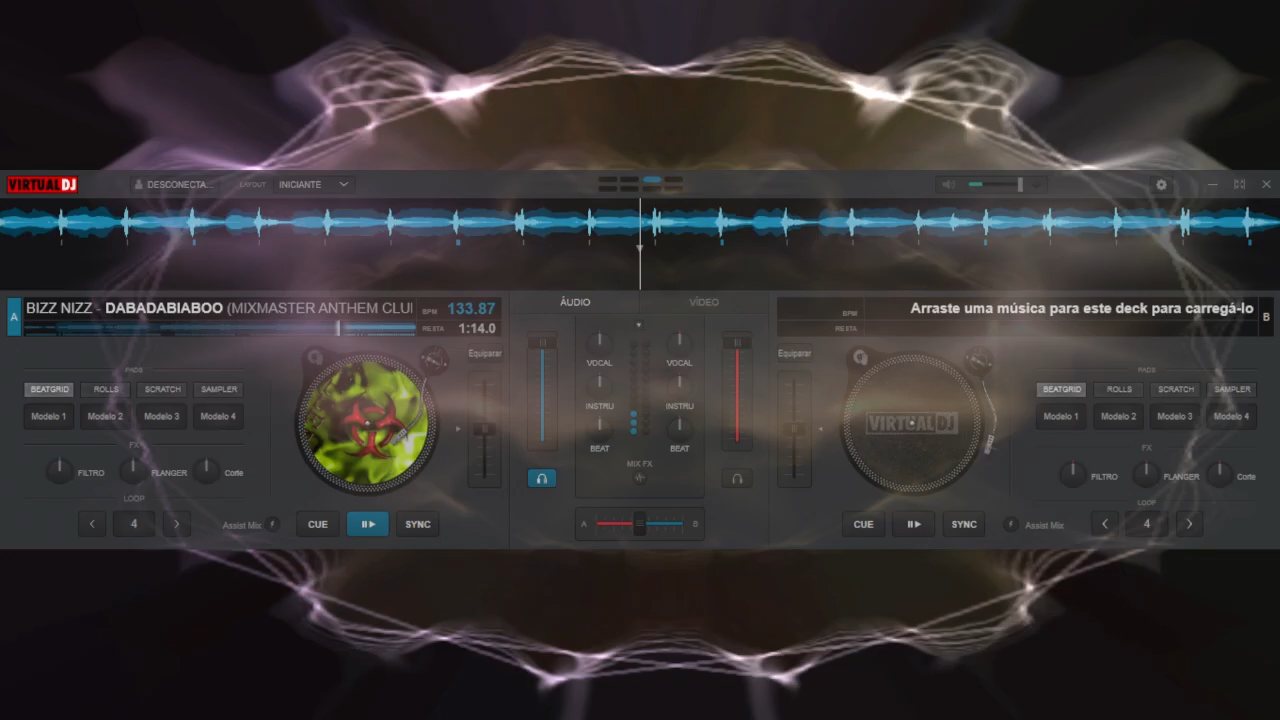 VIRTUAL DJ
DESCONECTA...
LAYOUT
INICIANTE
A
BIZZ NIZZ - DABADABIABOO (MIXMASTER ANTHEM CLU
BPM
133.87
RESTA
1:14.0
ÁUDIO
VÍDEO
BPM
RESTA
Arraste uma música para este deck para carregá-lo
B
Equiparar
PADS
BEATGRID
ROLLS
SCRATCH
SAMPLER
Modelo 1
Modelo 2
Modelo 3
Modelo 4
FX
FILTRO
FLANGER
Corte
LOOP
4
Assist Mix
CUE
SYNC
VOCAL
VOCAL
INSTRU
INSTRU
BEAT
BEAT
MIX FX
A
B
Equiparar
VIRTUAL DJ
PADS
BEATGRID
ROLLS
SCRATCH
SAMPLER
Modelo 1
Modelo 2
Modelo 3
Modelo 4
FX
FILTRO
FLANGER
Corte
LOOP
CUE
SYNC
Assist Mix
4